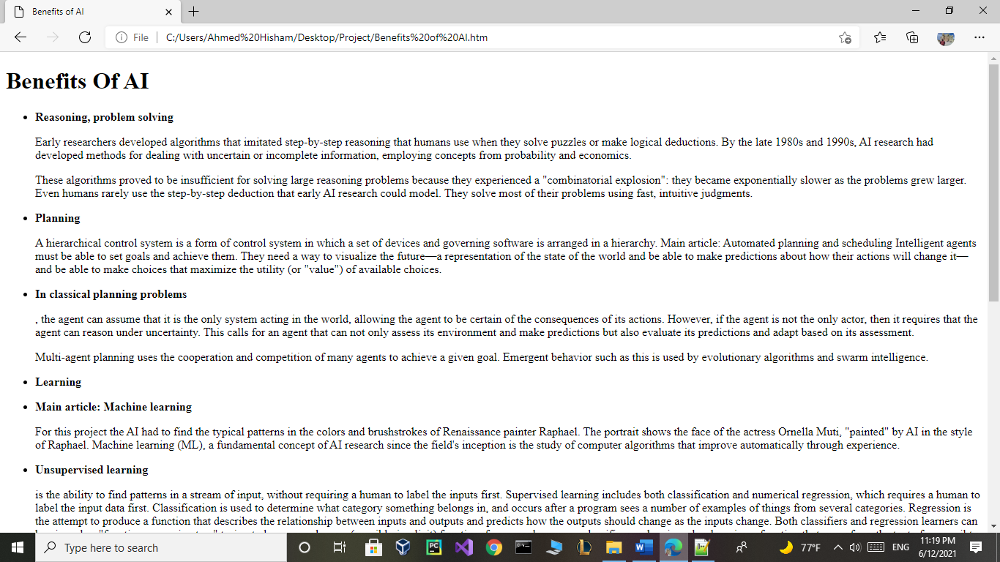 Benefits of AI
File
C:/Users/Ahmed%20Hisham/Desktop/Project/Benefits%20of%20AI.htm
Benefits Of AI
• Reasoning, problem solving
Early researchers developed algorithms that imitated step-by-step reasoning that humans use when they solve puzzles or make logical deductions. By the late 1980s and 1990s, AI research had
developed methods for dealing with uncertain or incomplete information, employing concepts from probability and economics.
These algorithms proved to be insufficient for solving large reasoning problems because they experienced a "combinatorial explosion": they became exponentially slower as the problems grew larger.
Even humans rarely use the step-by-step deduction that early AI research could model. They solve most of their problems using fast, intuitive judgments.
• Planning
A hierarchical control system is a form of control system in which a set of devices and governing software is arranged in a hierarchy. Main article: Automated planning and scheduling Intelligent agents
must be able to set goals and achieve them. They need a way to visualize the future—a representation of the state of the world and be able to make predictions about how their actions will change it—
and be able to make choices that maximize the utility (or "value") of available choices.
• In classical planning problems
, the agent can assume that it is the only system acting in the world, allowing the agent to be certain of the consequences of its actions. However, if the agent is not the only actor, then it requires that the
agent can reason under uncertainty. This calls for an agent that can not only assess its environment and make predictions but also evaluate its predictions and adapt based on its assessment.
Multi-agent planning uses the cooperation and competition of many agents to achieve a given goal. Emergent behavior such as this is used by evolutionary algorithms and swarm intelligence.
• Learning
• Main article: Machine learning
For this project the AI had to find the typical patterns in the colors and brushstrokes of Renaissance painter Raphael. The portrait shows the face of the actress Ornella Muti, "painted" by AI in the style
of Raphael. Machine learning (ML), a fundamental concept of AI research since the field's inception is the study of computer algorithms that improve automatically through experience.
• Unsupervised learning
is the ability to find patterns in a stream of input, without requiring a human to label the inputs first. Supervised learning includes both classification and numerical regression, which requires a human to
label the input data first. Classification is used to determine what category something belongs in, and occurs after a program sees a number of examples of things from several categories. Regression is
the attempt to produce a function that describes the relationship between inputs and outputs and predicts how the outputs should change as the inputs change. Both classifiers and regression learners can
Type here to search
PC
77°F
ENG
11:19 PM
6/12/2021